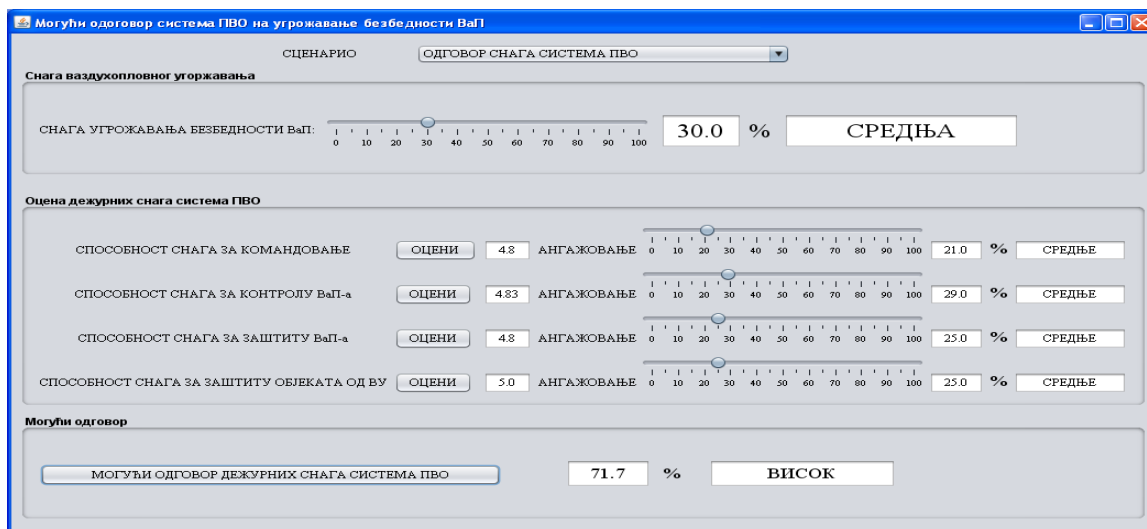 Могући одоговор система ПВО на угрожавање безбедности ВаП
СЦЕНАРИО ОДГОВОР СНАГА СИСТЕМА ПВО
Снага ваздухопловног угоржавања
СНАГА УГРОЖАВАЊА БЕЗБЕДНОСТИ ВаП: 30.0 % СРЕДЊА
0 10 20 30 40 50 60 70 80 90 100
Оцена дежурних снага система ПВО
СПОСОБНОСТ СНАГА ЗА КОМАНДОВАЊЕ ОЦЕНИ 4.8 АНГАЖОВАЊЕ 0 10 20 30 40 50 60 70 80 90 100 21.0 % СРЕДЊЕ
СПОСОБНОСТ СНАГА ЗА КОНТРОЛУ ВаП-а ОЦЕНИ 4.83 АНГАЖОВАЊЕ 0 10 20 30 40 50 60 70 80 90 100 29.0 % СРЕДЊЕ
СПОСОБНОСТ СНАГА ЗА ЗАШТИТУ ВаП-а ОЦЕНИ 4.8 АНГАЖОВАЊЕ 0 10 20 30 40 50 60 70 80 90 100 25.0 % СРЕДЊЕ
СПОСОБНОСТ СНАГА ЗА ЗАШТИТУ ОБЈЕКАТА ОД ВУ ОЦЕНИ 5.0 АНГАЖОВАЊЕ 0 10 20 30 40 50 60 70 80 90 100 25.0 % СРЕДЊЕ
Могући одговор
МОГУЋИ ОДГОВОР ДЕЖУРНИХ СНАГА СИСТЕМА ПВО 71.7 % ВИСОК